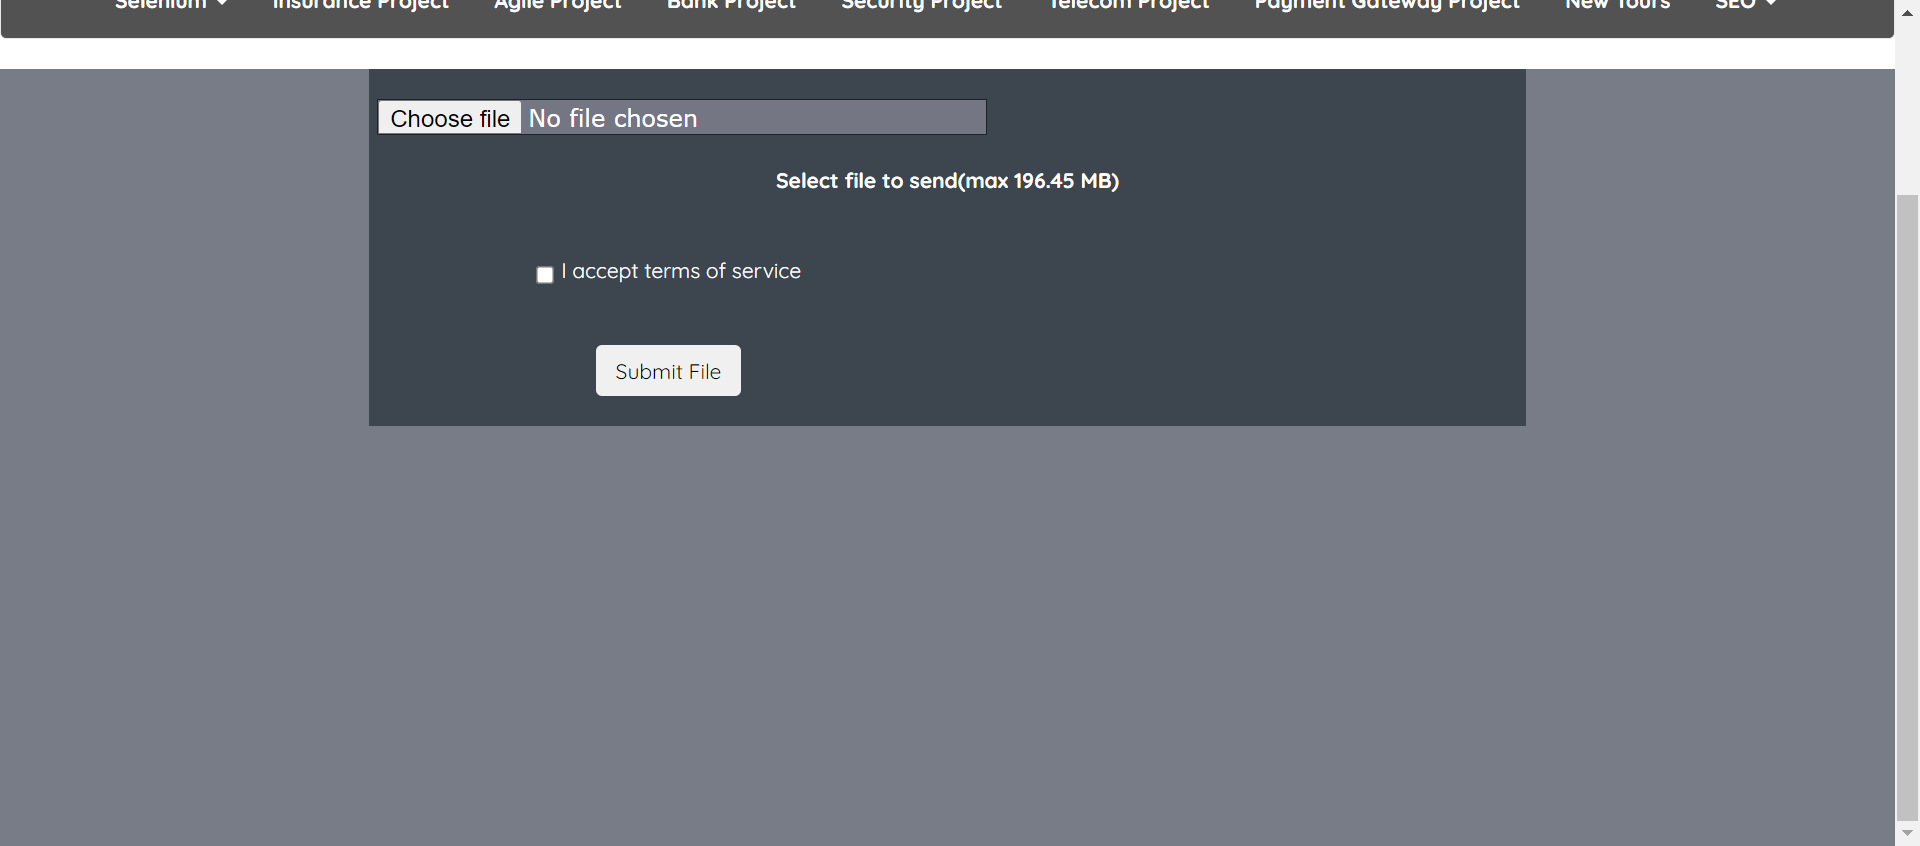 Selenium Insurance Project Agile Project Bank Project Security Project Telecom Project Payment Gateway Project New Tours SEO
Choose file No file chosen
Select file to send(max 196.45 MB)
I accept terms of service
Submit File